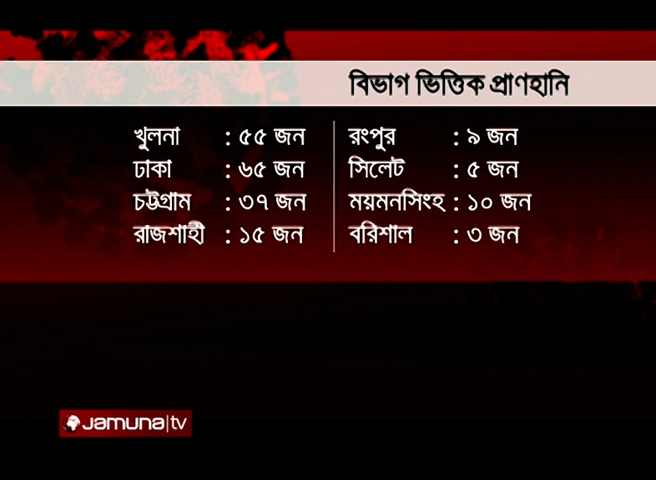 বিভাগ ভিত্তিক প্রাণহানি
খুলনা : ৫৫ জন
ঢাকা : ৬৫ জন
চট্টগ্রাম : ৩৭ জন
রাজশাহী : ১৫ জন
রংপুর : ৯ জন
সিলেট : ৫ জন
ময়মনসিংহ : ১০ জন
বরিশাল : ৩ জন
Jamuna|tv